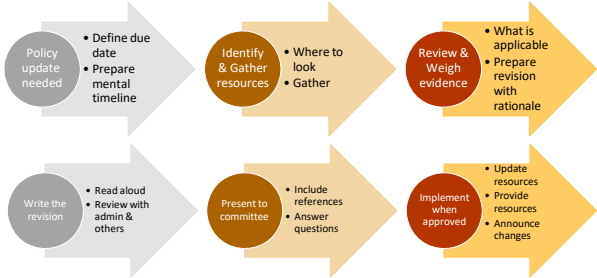 Policy
update
needed
• Define due
date
• Prepare
mental
timeline
Identify
& Gather
resources
• Where to
look
• Gather
Review &
Weigh
evidence
• What is
applicable
• Prepare
revision
with
rationale
Write the
revision
• Read aloud
• Review with
admin &
others
Present to
committee
• Include
references
• Answer
questions
Implement
when
approved
• Update
resources
• Provide
resources
• Announce
changes